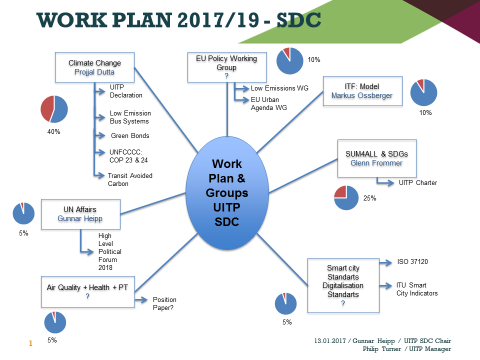 WORK PLAN 2017/19 - SDC
Climate Change
Projjal Dutta
UITP
Declaration
Low Emission
Bus Systems
Green Bonds
UNFCCCC:
COP 23 & 24
Transit Avoided
Carbon
40%
EU Policy Working
Group
?
10%
Low Emissions WG
EU Urban
Agenda WG
ITF: Model
Markus Ossberger
10%
SUM4ALL & SDGs
Glenn Frommer
UITP Charter
25%
Work
Plan &
Groups
UITP
SDC
UN Affairs
Gunnar Heipp
5%
High
Level
Political
Forum
2018
Air Quality + Health + PT
?
Position
Paper?
5%
Smart city
Standarts
Digitalisation
Standarts
?
ISO 37120
ITU Smart
City Indicators
5%
1
13.01.2017 / Gunnar Heipp / UITP SDC Chair
Philip Turner / UITP Manager